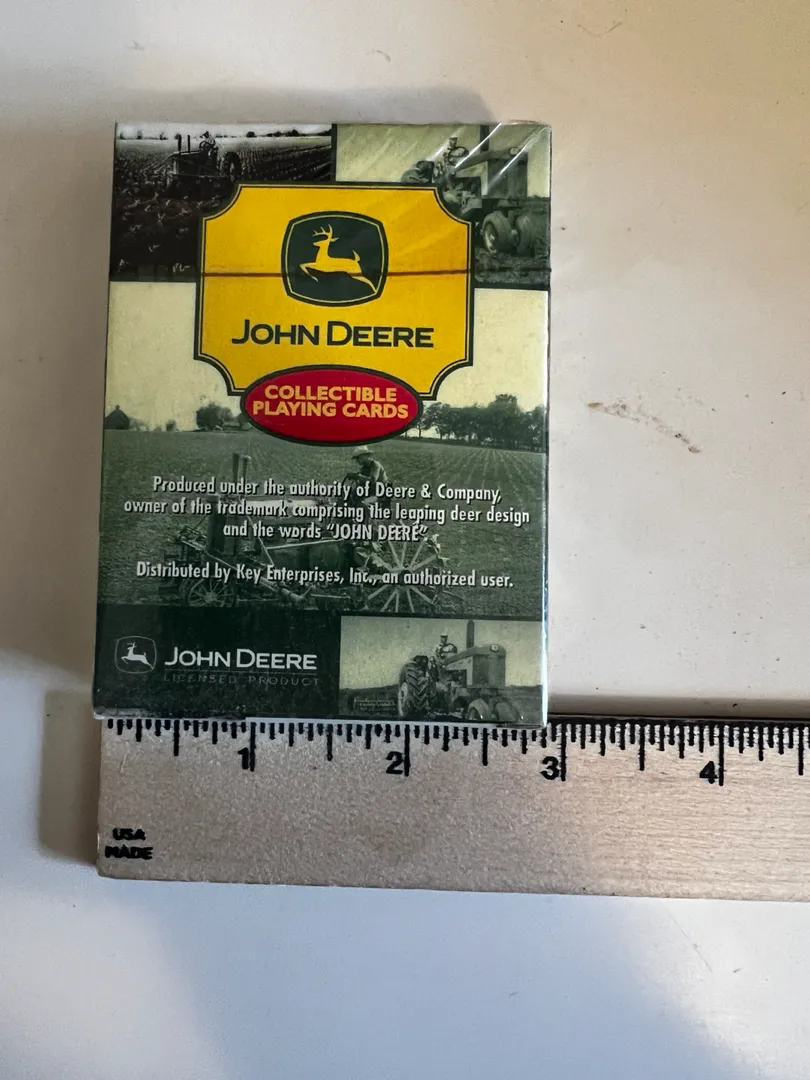 JOHN DEERE
COLLECTIBLE
PLAYING CARDS
Produced under the authority of Deere & Company,
owner of the trademark comprising the leaping deer design
and the words "JOHN DEERE"
Distributed by Key Enterprises, Inc., an authorized user.
JOHN DEERE
LICENSED PRODUCT
1 2 3 4
USA
MADE